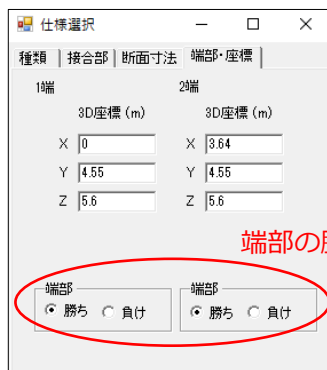 仕様選択
種類 接合部 断面寸法 端部・座標
1端 2端
3D座標 (m) 3D座標 (m)
X 0 X 3.64
Y 4.55 Y 4.55
Z 5.6 Z 5.6
端部の
端部 端部
勝ち 負け 勝ち 負け